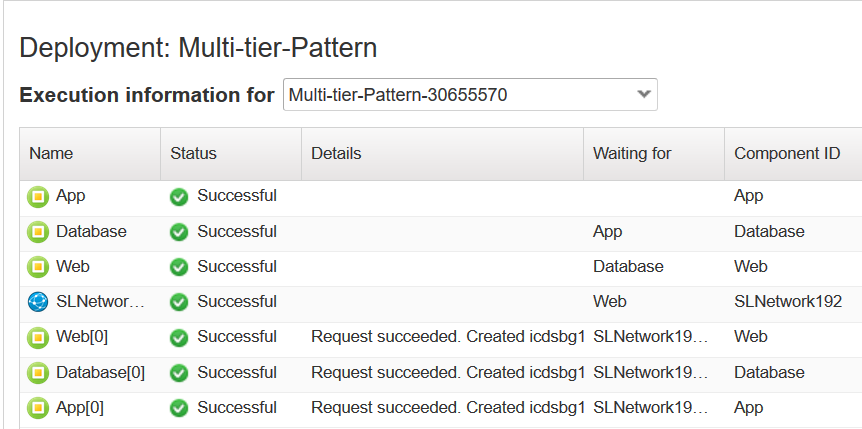 Deployment: Multi-tier-Pattern
Execution information for Multi-tier-Pattern-30655570
Name Status Details Waiting for Component ID
App Successful App
Database Successful App Database
Web Successful Database Web
SLNetwor… Successful Web SLNetwork192
Web[0] Successful Request succeeded. Created icdsbg1 SLNetwork19… Web
Database[0] Successful Request succeeded. Created icdsbg1 SLNetwork19… Database
App[0] Successful Request succeeded. Created icdsbg1 SLNetwork19… App